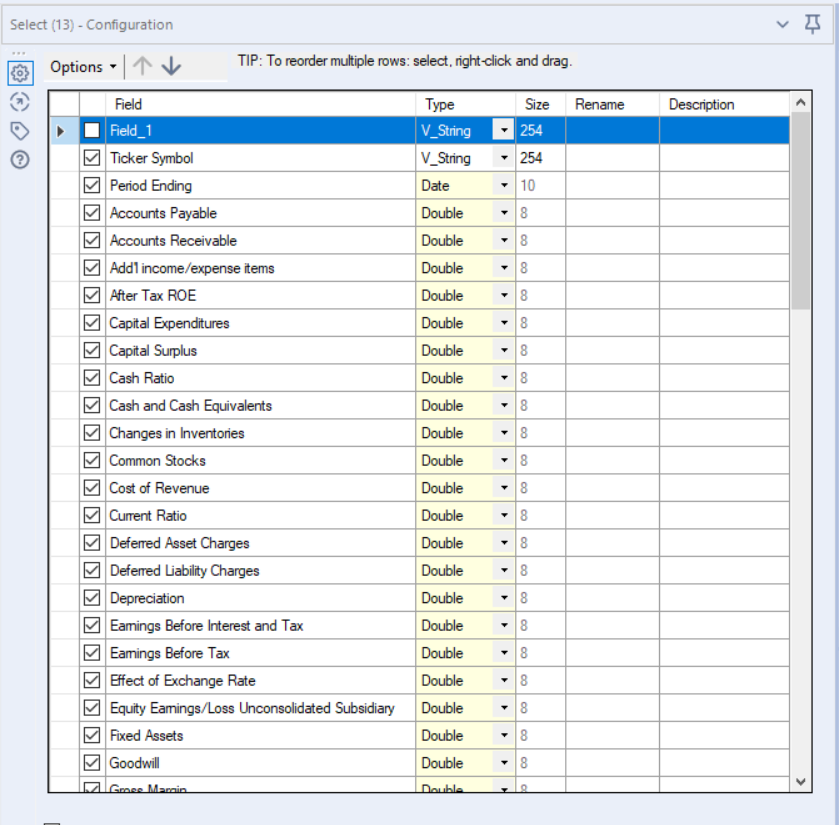 Select (13) - Configuration
Options TIP: To reorder multiple rows: select, right-click and drag.
Field Type Size Rename Description
Field_1 V_String 254
Ticker Symbol V_String 254
Period Ending Date 10
Accounts Payable Double 8
Accounts Receivable Double 8
Add'l income/expense items Double 8
After Tax ROE Double 8
Capital Expenditures Double 8
Capital Surplus Double 8
Cash Ratio Double 8
Cash and Cash Equivalents Double 8
Changes in Inventories Double 8
Common Stocks Double 8
Cost of Revenue Double 8
Current Ratio Double 8
Deferred Asset Charges Double 8
Deferred Liability Charges Double 8
Depreciation Double 8
Earnings Before Interest and Tax Double 8
Earnings Before Tax Double 8
Effect of Exchange Rate Double 8
Equity Earnings/Loss Unconsolidated Subsidiary Double 8
Fixed Assets Double 8
Goodwill Double 8
Gross Margin Double 8